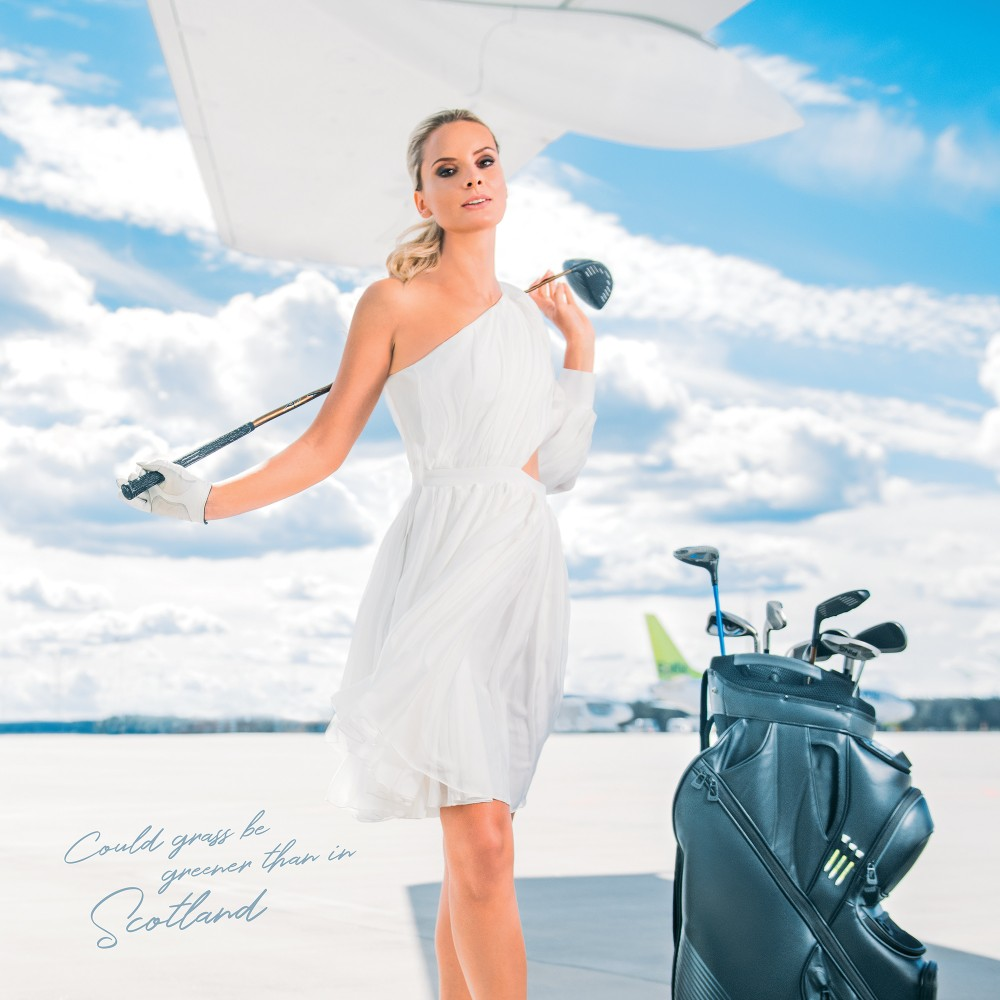 Could grass be
greener than in
Scotland